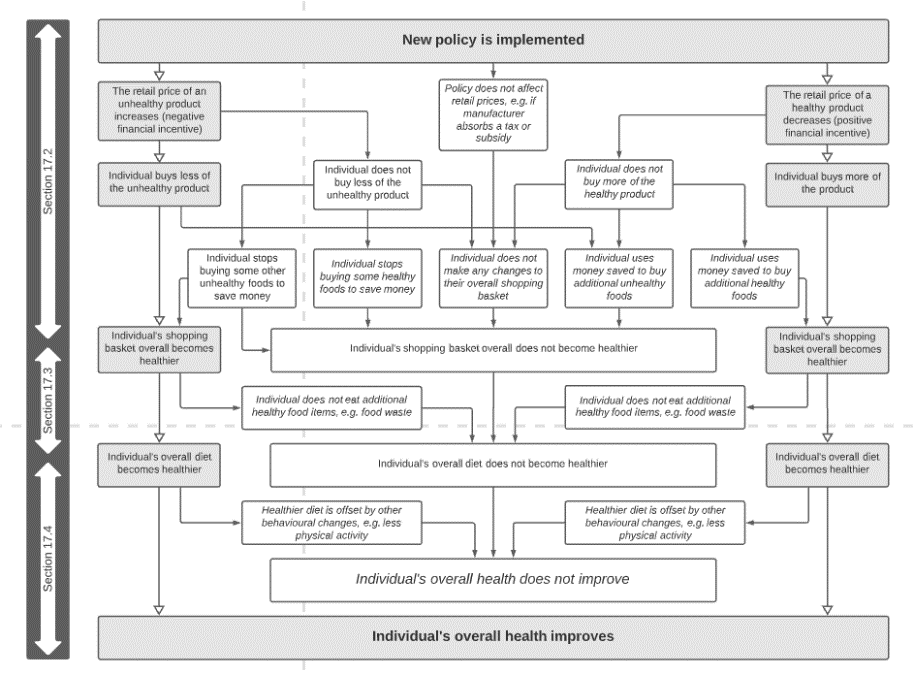 New policy is implemented
Section 17.2
The retail price of an
unhealthy product
increases (negative
financial incentive)
Policy does not affect
retail prices, e.g. if
manufacturer
absorbs a tax or
subsidy
The retail price of a
healthy product
decreases (positive
financial incentive)
Individual buys less of
the unhealthy product
Individual does not
buy less of the
unhealthy product
Individual does not
buy more of the
healthy product
Individual buys more of
the product
Individual stops
buying some other
unhealthy foods to
save money
Individual stops
buying some healthy
foods to save money
Individual does not
make any changes to
their overall shopping
basket
Individual uses
money saved to buy
additional unhealthy
foods
Individual uses
money saved to buy
additional healthy
foods
Individual's shopping
basket overall becomes
healthier
Individual's shopping basket overall does not become healthier
Individual's shopping
basket overall becomes
healthier
Section 17.3
Individual does not eat additional
healthy food items, e.g. food waste
Individual does not eat additional
healthy food items, e.g. food waste
Individual's overall diet
becomes healthier
Individual's overall diet does not become healthier
Individual's overall diet
becomes healthier
Section 17.4
Healthier diet is offset by other
behavioural changes, e.g. less
physical activity
Healthier diet is offset by other
behavioural changes, e.g. less
physical activity
Individual's overall health does not improve
Individual's overall health improves